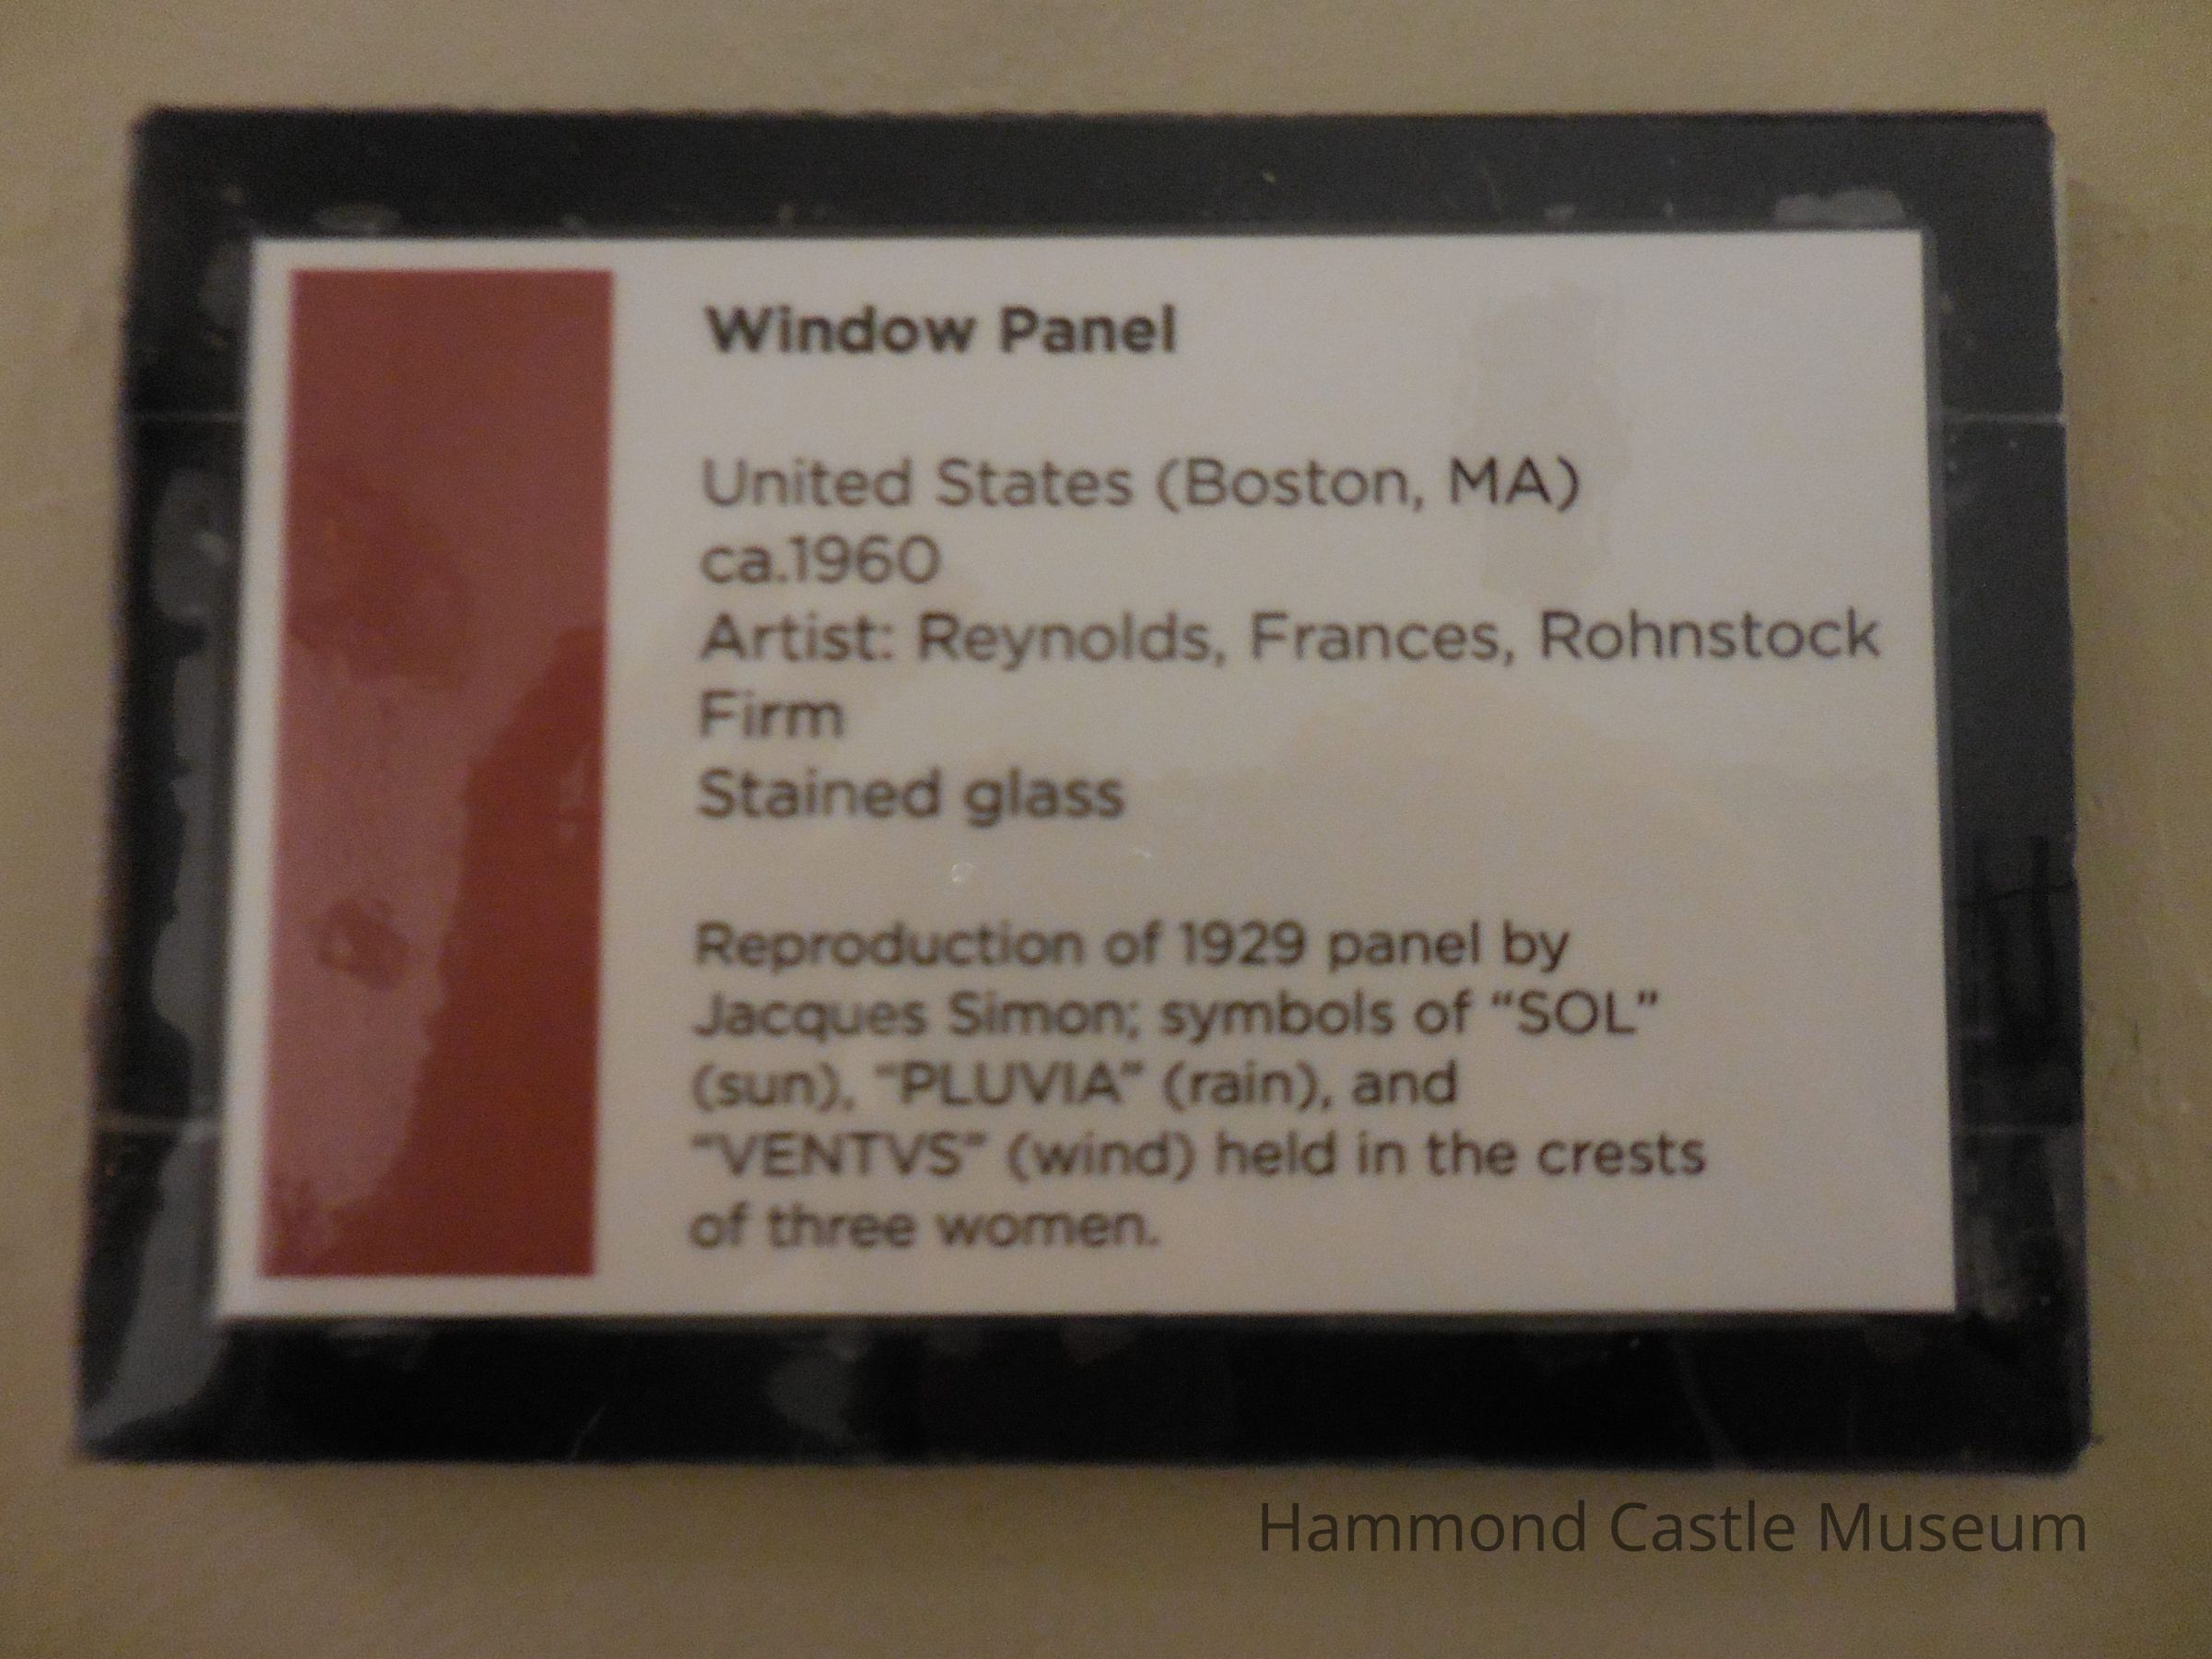 Window Panel
United States (Boston, MA)
ca.1960
Artist: Reynolds, Frances, Rohnstock
Firm
Stained glass
Reproduction of 1929 panel by
Jacques Simon; symbols of “SOL”
(sun), “PLUVIA” (rain), and
“VENTVS” (wind) held in the crests
of three women.
Hammond Castle Museum